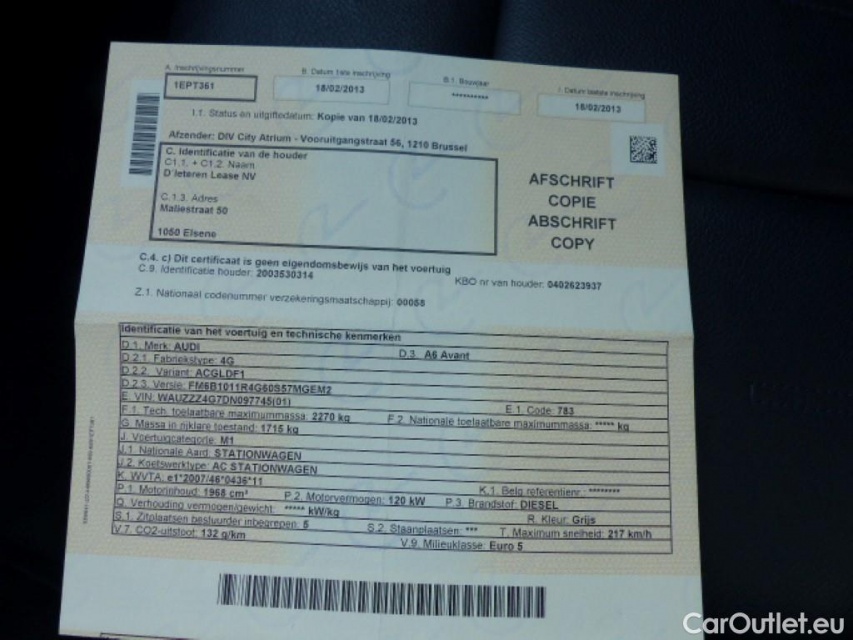 A. Inschrijvingsnummer
1EPT361
B. Datum 1ste inschrijving
18/02/2013
B.1. Bouwjaar
**********
I. Datum laatste inschrijving
18/02/2013
1.1. Status en uitgiftedatum: Kopie van 18/02/2013
Afzender: DIV City Atrium - Vooruitgangstraat 56, 1210 Brussel
C. Identificatie van de houder
C1.1. + C1.2. Naam
D'Ieteren Lease NV
C.1.3. Adres
Maliestraat 50
1050 Elsene
AFSCHRIFT
COPIE
ABSCHRIFT
COPY
C.4. c) Dit certificaat is geen eigendomsbewijs van het voertuig
C.9. Identificatie houder: 2003530314
KBO nr van houder: 0402623937
Z.1. Nationaal codenummer verzekeringsmaatschappij: 00058
Identificatie van het voertuig en technische kenmerken
D.1. Merk: AUDI
D.3. A6 Avant
D.2.1. Fabriekstype: 4G
D.2.2. Variant: ACGLDF1
D.2.3. Versie: FM6B1011R4G60S57MGEM2
E. VIN: WAUZZZ4G7DN097745(01)
E.1. Code: 783
F.1. Tech. toelaatbare maximummassa: 2270 kg
F.2. Nationale toelaatbare maximummassa: ***** kg
G. Massa in rijklare toestand: 1715 kg
J. Voertuigcategorie: M1
J.1 Nationale Aard: STATIONWAGEN
J.2. Koetswerktype: AC STATIONWAGEN
K. WVTA: e1*2007/46*0436*11
K.1. Belg referentienr.: ********
P.1. Motorinhoud: 1968 cm³
P.2. Motorvermogen: 120 kW
P.3. Brandstof: DIESEL
Q. Verhouding vermogen/gewicht: ***** kW/kg
R. Kleur: Grijs
S.1. Zitplaatsen bestuurder inbegrepen: 5
S.2. Staanplaatsen: ***
T. Maximum snelheid: 217 km/h
V.7. CO2-uitstoot: 132 g/km
V.9. Milieuklasse: Euro 5
CarOutlet.eu